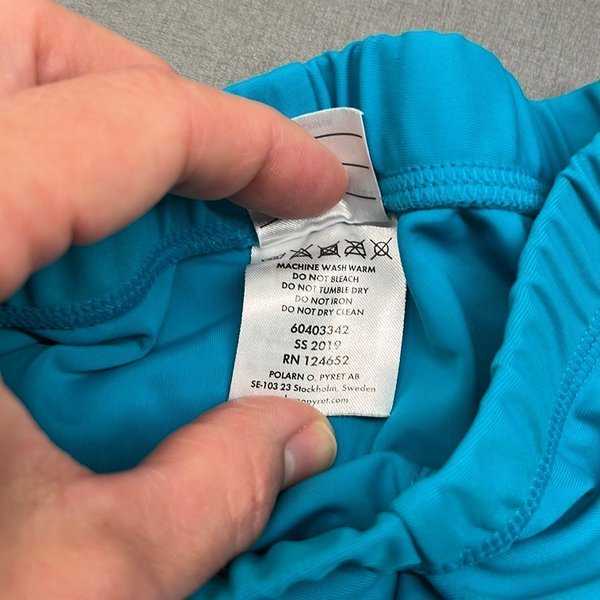 MACHINE WASH WARM
DO NOT BLEACH
DO NOT TUMBLE DRY
DO NOT IRON
DO NOT DRY CLEAN
60403342
SS 2019
RN 124652
POLARN O. PYRET AB
SE-103 23 Stockholm, Sweden